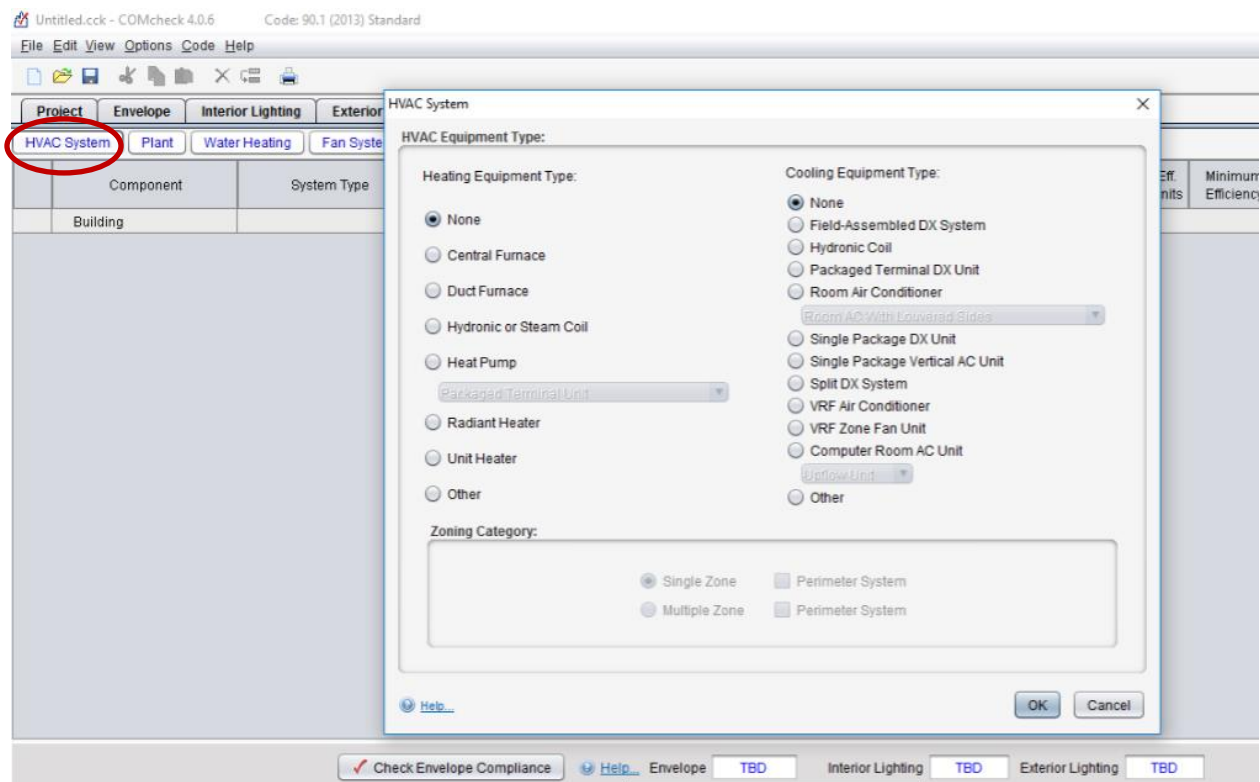 Untitled.cck - COMcheck 4.0.6 Code: 90.1 (2013) Standard
File Edit View Options Code Help
Project Envelope Interior Lighting Exterior
HVAC System Plant Water Heating Fan Syste
Component System Type Eff. nits Minimum Efficiency
Building
HVAC System
HVAC Equipment Type:
Heating Equipment Type:
None
Central Furnace
Duct Furnace
Hydronic or Steam Coil
Heat Pump
Packaged Terminal Unit
Radiant Heater
Unit Heater
Other
Cooling Equipment Type:
None
Field-Assembled DX System
Hydronic Coil
Packaged Terminal DX Unit
Room Air Conditioner
Room AC With Louvered Sides
Single Package DX Unit
Single Package Vertical AC Unit
Split DX System
VRF Air Conditioner
VRF Zone Fan Unit
Computer Room AC Unit
Upflow Unit
Other
Zoning Category:
Single Zone Perimeter System
Multiple Zone Perimeter System
Help... OK Cancel
Check Envelope Compliance Help... Envelope TBD Interior Lighting TBD Exterior Lighting TBD